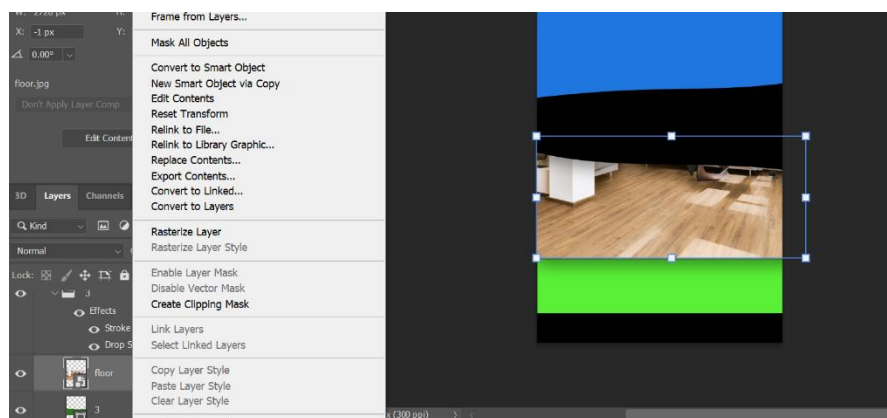 W: 2720 px
H:
X: -1 px
Y:
0.00°
floor.jpg
Don't Apply Layer Comp
Edit Content
3D Layers Channels
Kind
Normal
Lock:
3
Effects
Stroke
Drop S
floor
3
Frame from Layers...
Mask All Objects
Convert to Smart Object
New Smart Object via Copy
Edit Contents
Reset Transform
Relink to File...
Relink to Library Graphic...
Replace Contents...
Export Contents...
Convert to Linked...
Convert to Layers
Rasterize Layer
Rasterize Layer Style
Enable Layer Mask
Disable Vector Mask
Create Clipping Mask
Link Layers
Select Linked Layers
Copy Layer Style
Paste Layer Style
Clear Layer Style
x (300 ppi)